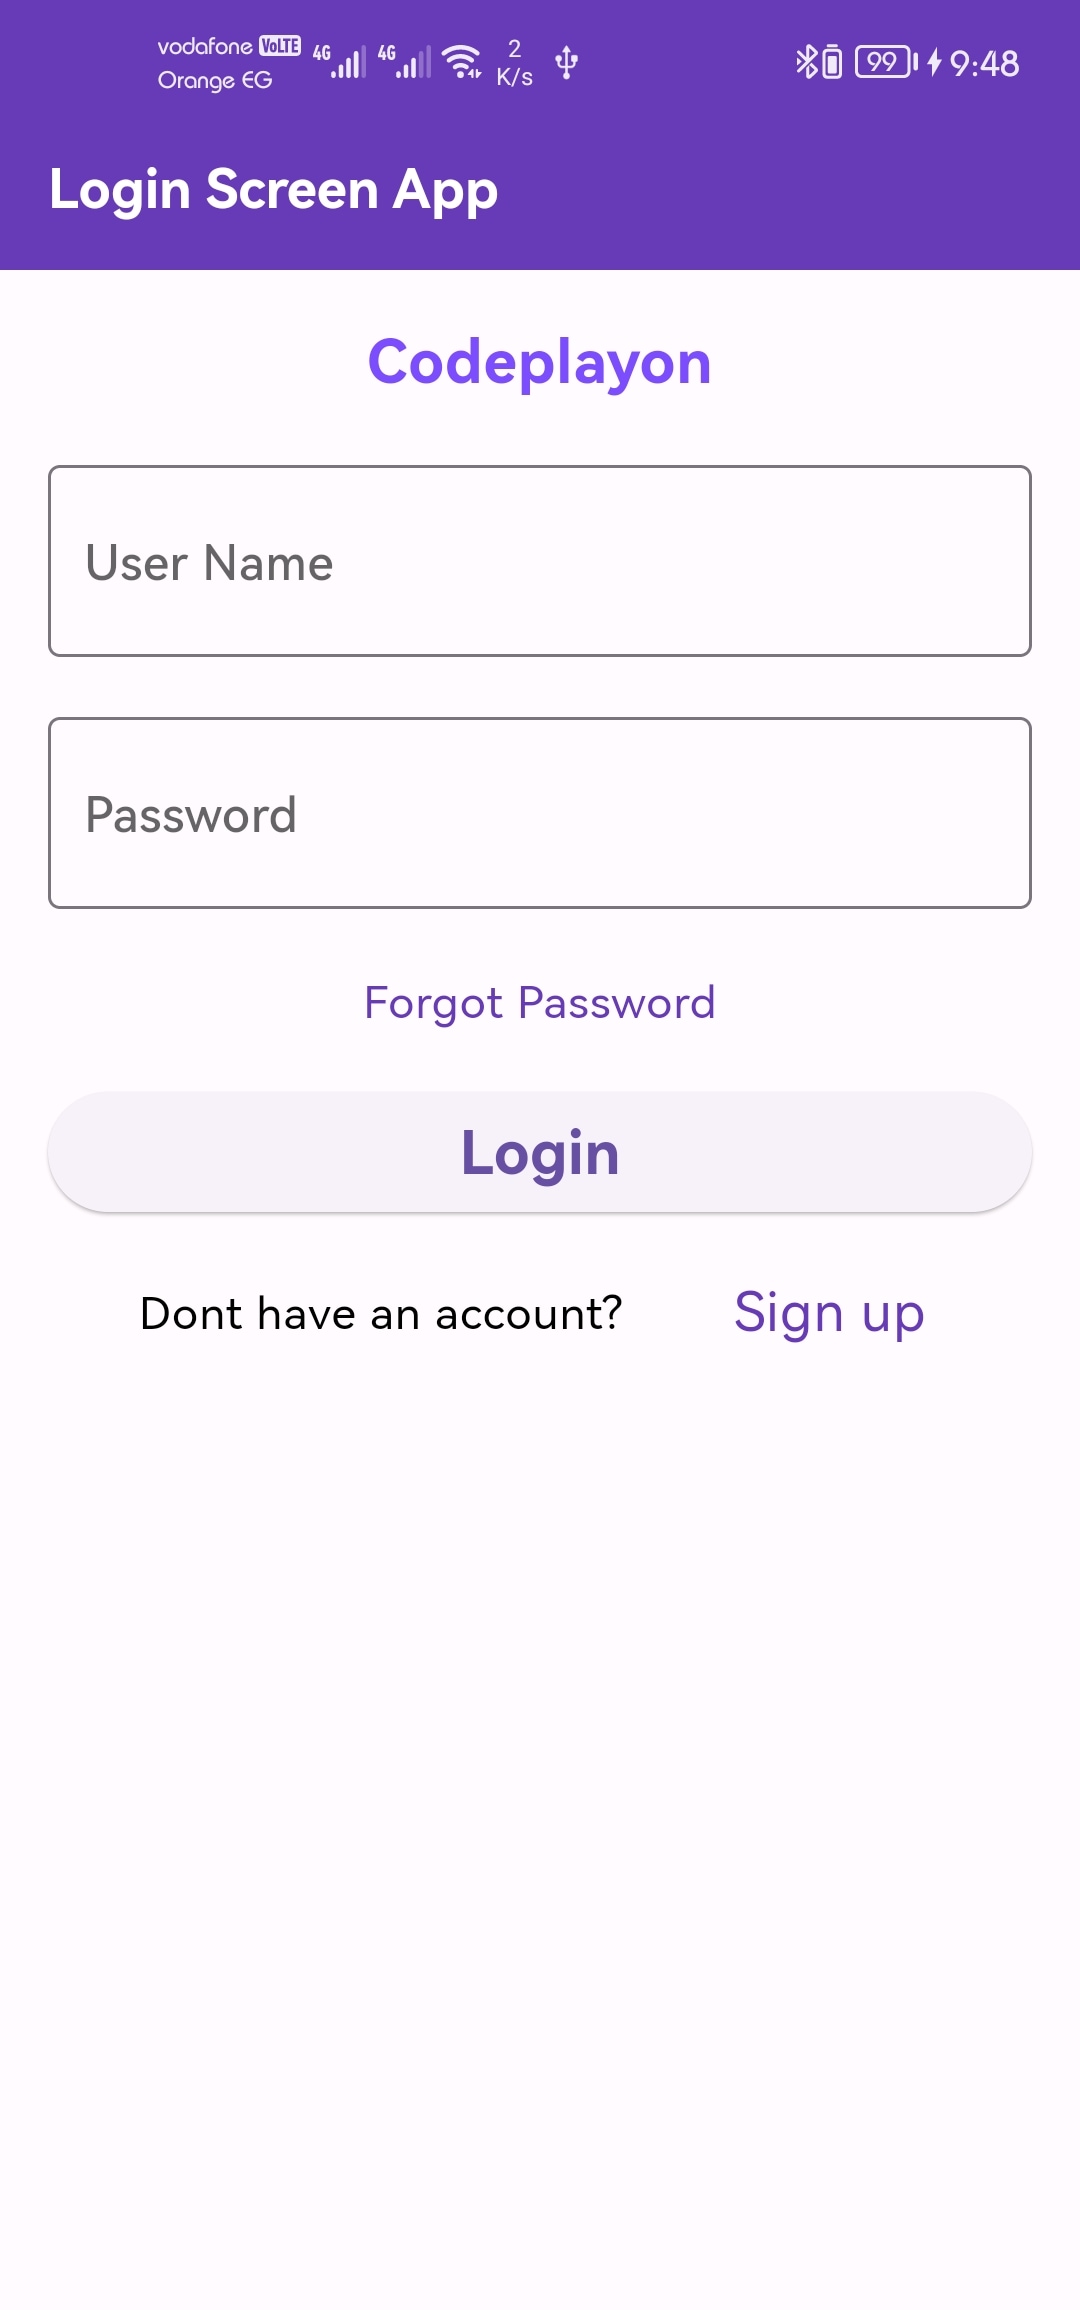 vodafone VoLTE 4G 4G 2 K/s 99 9:48
Orange EG
Login Screen App
Codeplayon
User Name
Password
Forgot Password
Login
Dont have an account? Sign up